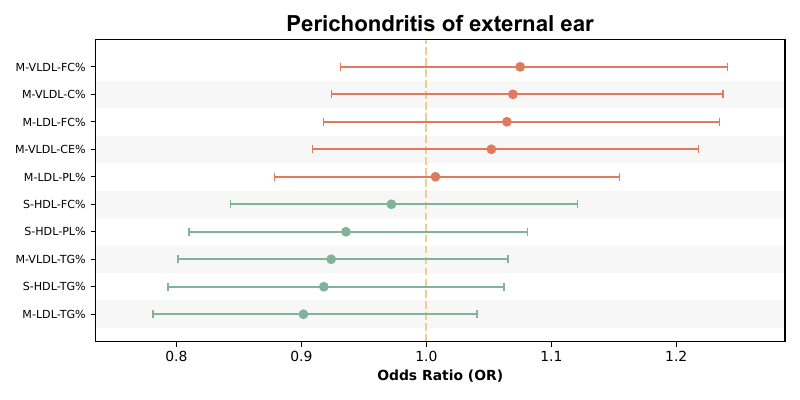 Perichondritis of external ear
M-VLDL-FC%
M-VLDL-C%
M-LDL-FC%
M-VLDL-CE%
M-LDL-PL%
S-HDL-FC%
S-HDL-PL%
M-VLDL-TG%
S-HDL-TG%
M-LDL-TG%
0.8 0.9 1.0 1.1 1.2
Odds Ratio (OR)